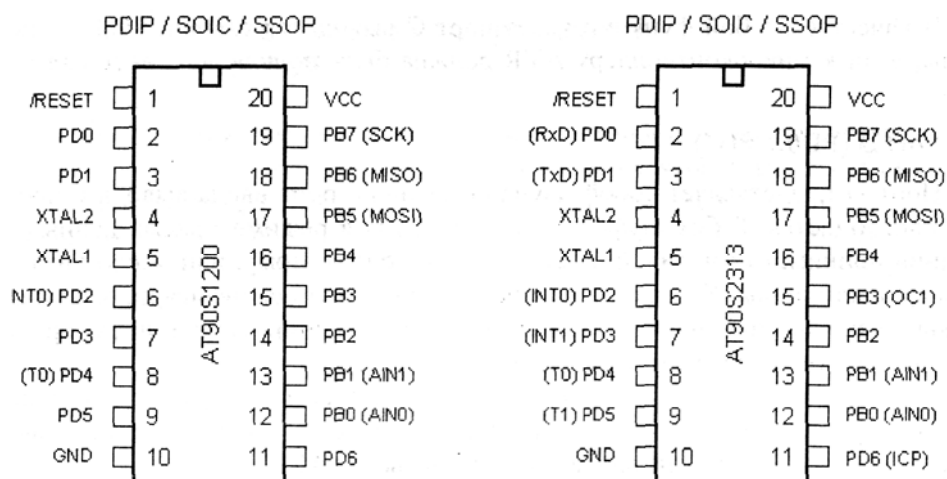 PDIP / SOIC / SSOP
/RESET 1 20 VCC
PD0 2 19 PB7 (SCK)
PD1 3 18 PB6 (MISO)
XTAL2 4 17 PB5 (MOSI)
XTAL1 5 16 PB4
NT0) PD2 6 15 PB3
PD3 7 14 PB2
(T0) PD4 8 13 PB1 (AIN1)
PD5 9 12 PB0 (AIN0)
GND 10 11 PD6
AT90S1200
PDIP / SOIC / SSOP
/RESET 1 20 VCC
(RxD) PD0 2 19 PB7 (SCK)
(TxD) PD1 3 18 PB6 (MISO)
XTAL2 4 17 PB5 (MOSI)
XTAL1 5 16 PB4
(INT0) PD2 6 15 PB3 (OC1)
(INT1) PD3 7 14 PB2
(T0) PD4 8 13 PB1 (AIN1)
(T1) PD5 9 12 PB0 (AIN0)
GND 10 11 PD6 (ICP)
AT90S2313